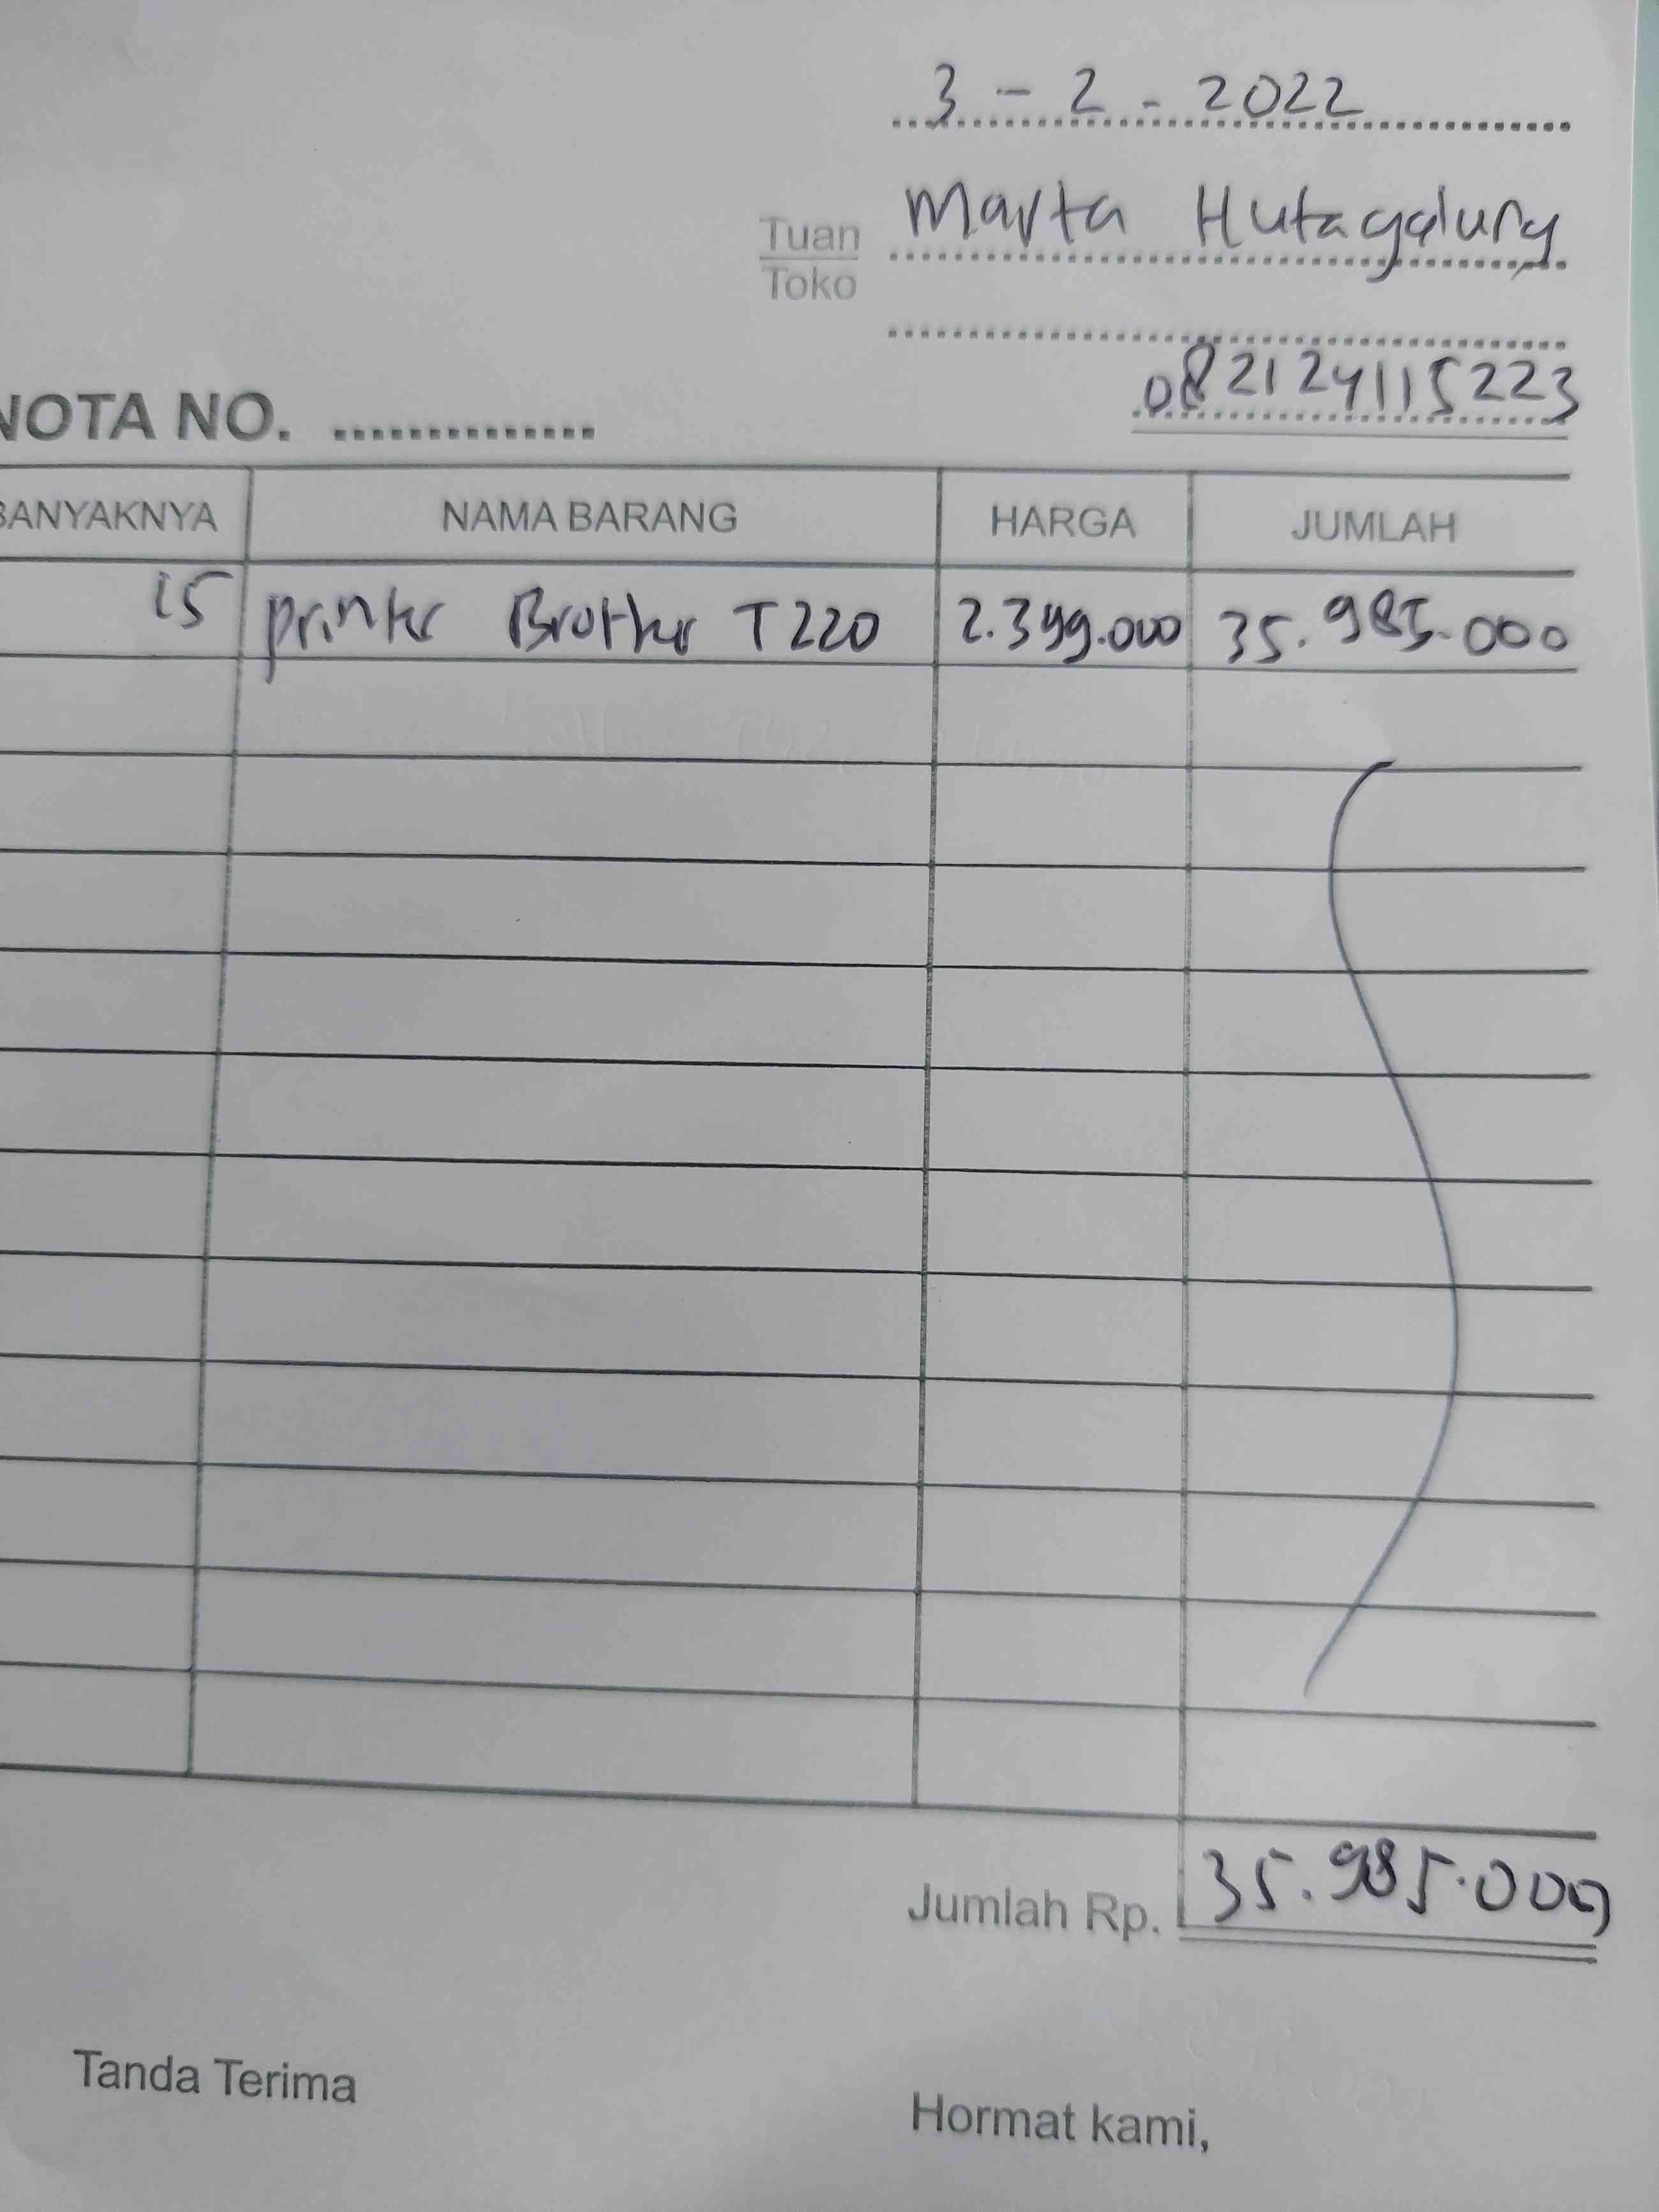 3 - 2 - 2022
Tuan
Toko
Marta Hutagalung
082124115223
NOTA NO. ..............
BANYAKNYA NAMA BARANG HARGA JUMLAH
15 printer Brother T220 2.399.000 35.985.000
Jumlah Rp. 35.985.000
Tanda Terima
Hormat kami,